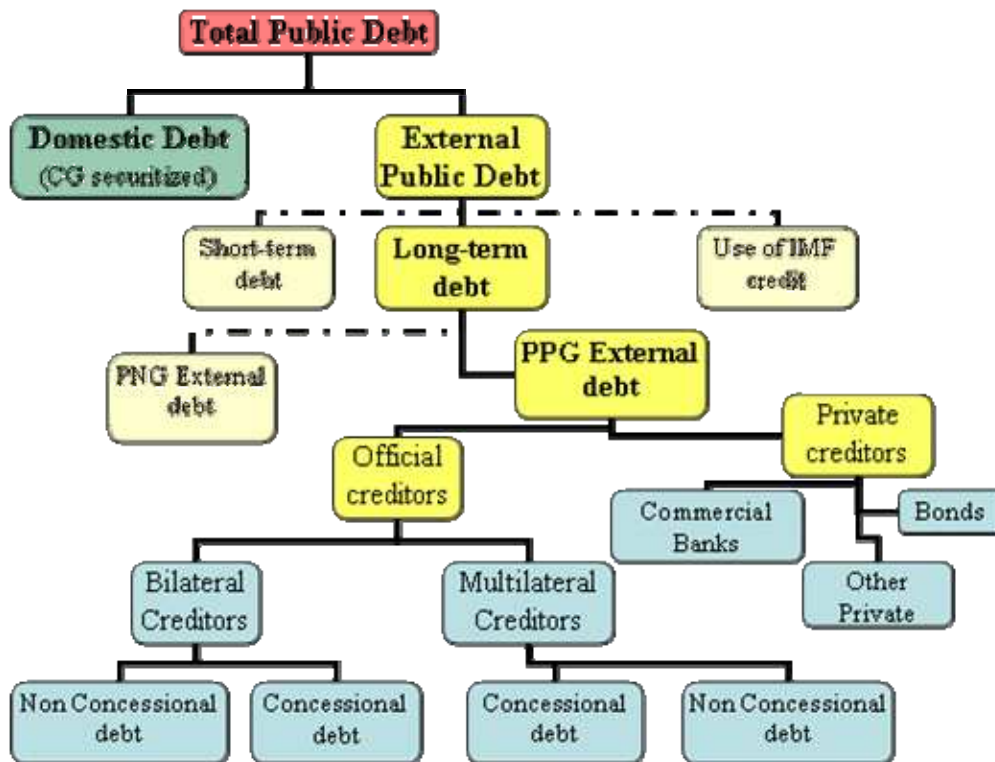 Total Public Debt
Domestic Debt
(CG securitized)
External
Public Debt
Short-term
debt
Long-term
debt
Use of IMF
credit
PNG External
debt
PPG External
debt
Official
creditors
Private
creditors
Commercial
Banks
Bonds
Other
Private
Bilateral
Creditors
Multilateral
Creditors
Non Concessional
debt
Concessional
debt
Concessional
debt
Non Concessional
debt